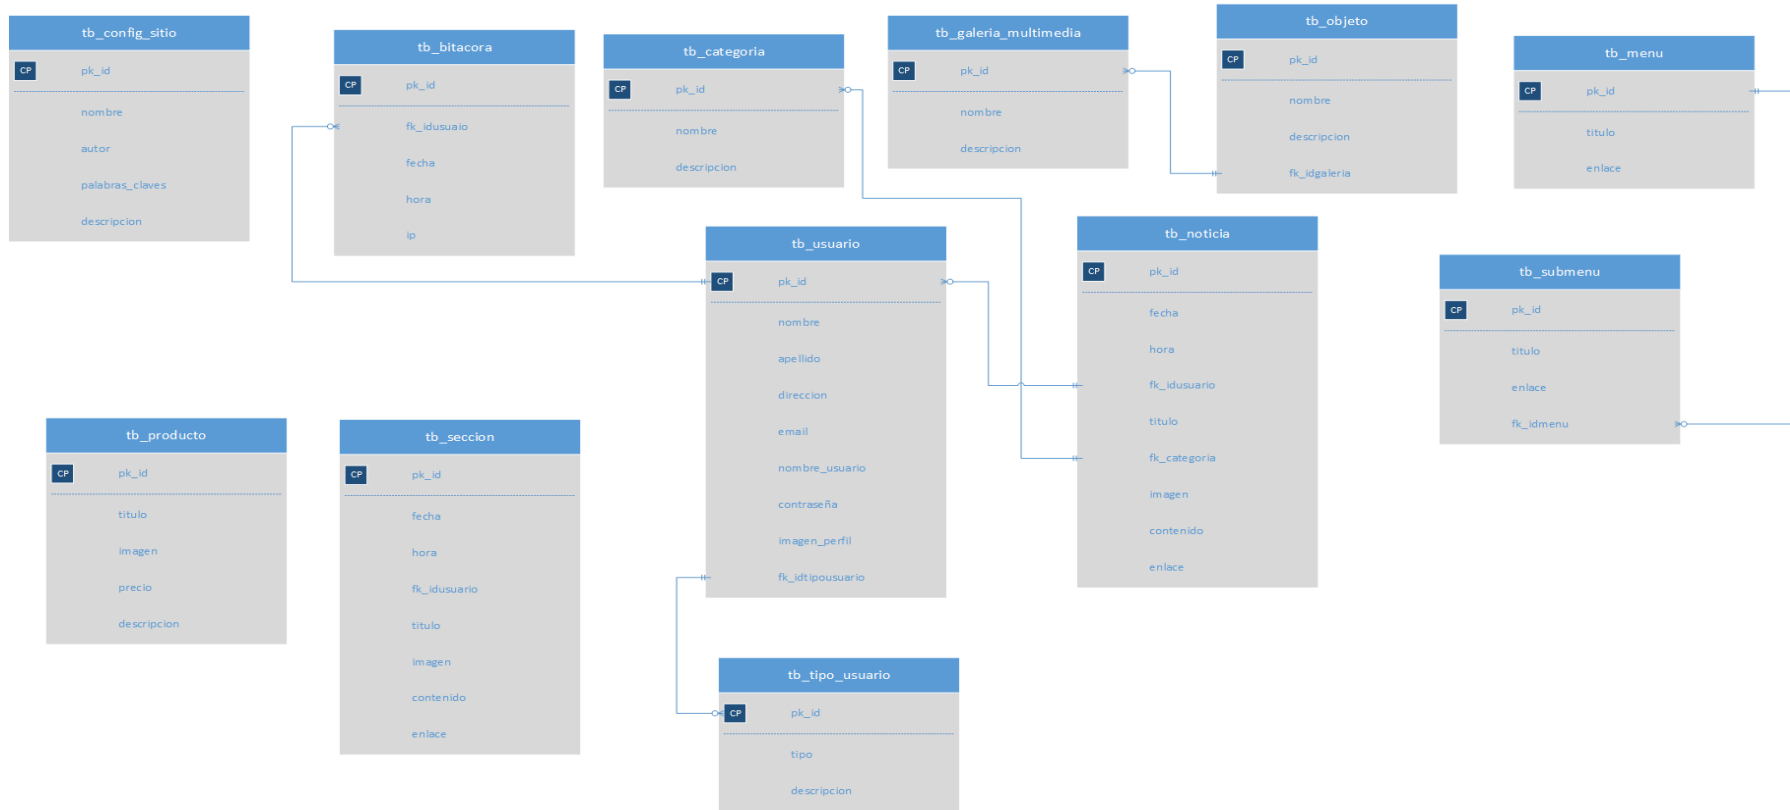 tb_config_sitio
CP pk_id
nombre
autor
palabras_claves
descripcion
tb_bitacora
CP pk_id
fk_idusuaio
fecha
hora
ip
tb_categoria
CP pk_id
nombre
descripcion
tb_galeria_multimedia
CP pk_id
nombre
descripcion
tb_objeto
CP pk_id
nombre
descripcion
fk_idgaleria
tb_menu
CP pk_id
titulo
enlace
tb_usuario
CP pk_id
nombre
apellido
direccion
email
nombre_usuario
contraseña
imagen_perfil
fk_idtipousuario
tb_noticia
CP pk_id
fecha
hora
fk_idusuario
titulo
fk_categoria
imagen
contenido
enlace
tb_submenu
CP pk_id
titulo
enlace
fk_idmenu
tb_producto
CP pk_id
titulo
imagen
precio
descripcion
tb_seccion
CP pk_id
fecha
hora
fk_idusuario
titulo
imagen
contenido
enlace
tb_tipo_usuario
CP pk_id
tipo
descripcion